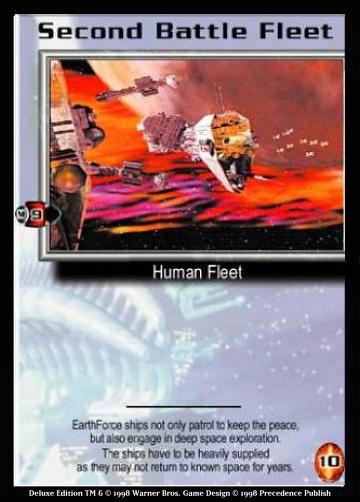 Second Battle Fleet
9
Human Fleet
EarthForce ships not only patrol to keep the peace,
but also engage in deep space exploration.
The ships have to be heavily supplied
as they may not return to known space for years.
10
Deluxe Edition TM & © 1998 Warner Bros. Game Design © 1998 Precedence Publish